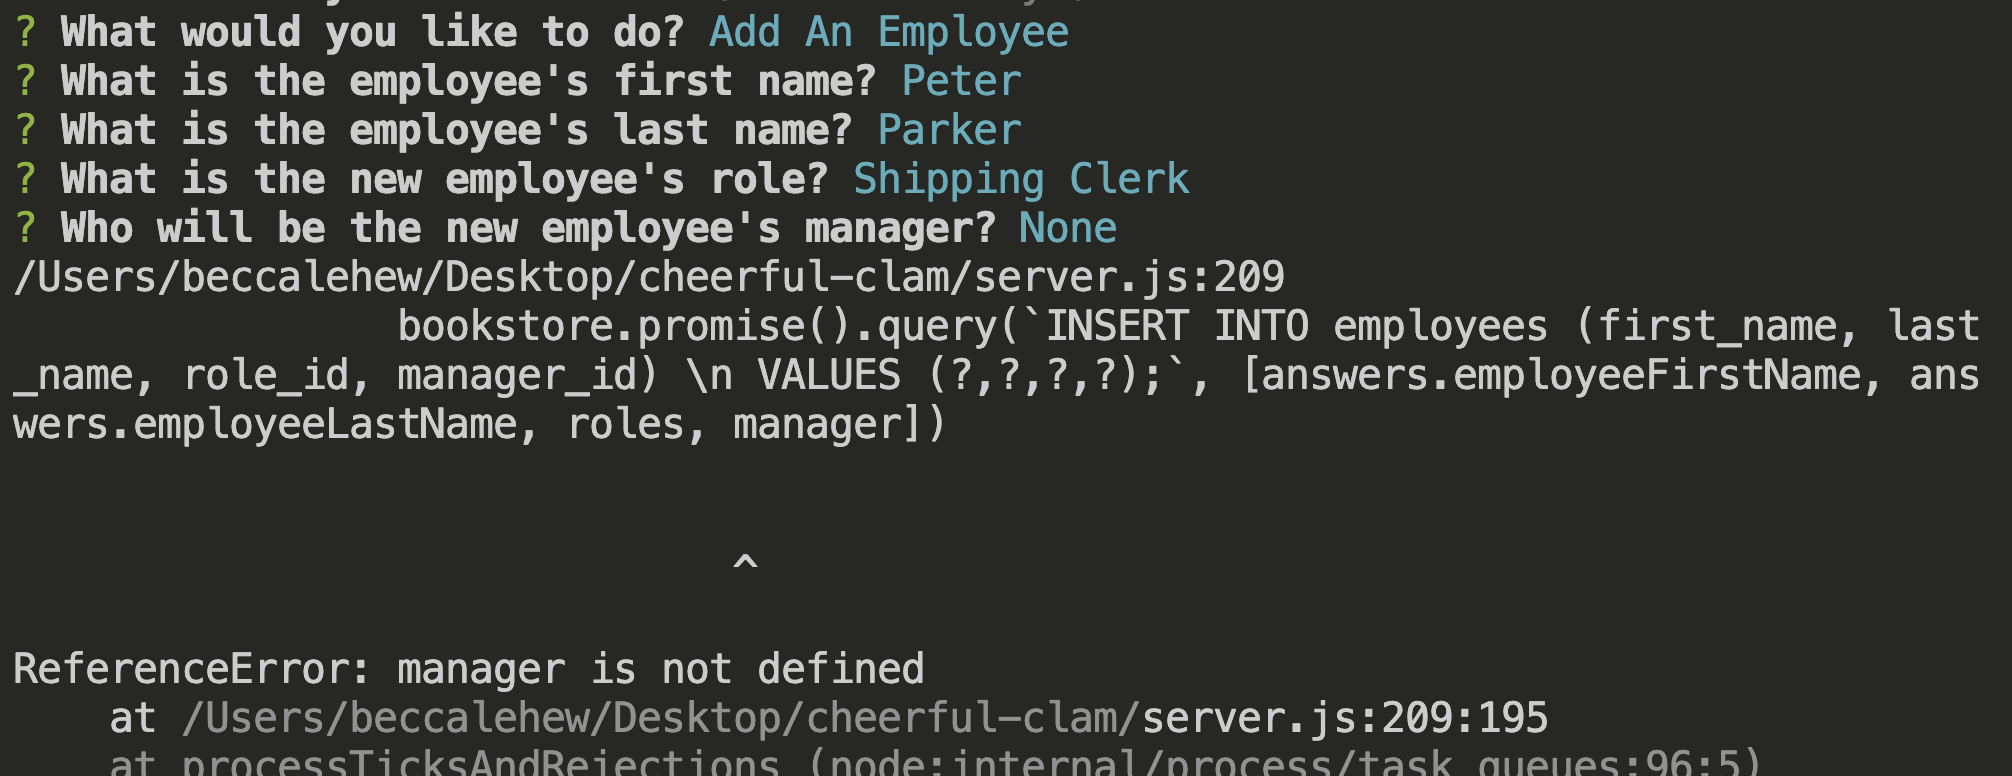 ? What would you like to do? Add An Employee
? What is the employee's first name? Peter
? What is the employee's last name? Parker
? What is the new employee's role? Shipping Clerk
? Who will be the new employee's manager? None
/Users/beccalehew/Desktop/cheerful-clam/server.js:209
                bookstore.promise().query(`INSERT INTO employees (first_name, last
_name, role_id, manager_id) \n VALUES (?,?,?,?);`, [answers.employeeFirstName, ans
wers.employeeLastName, roles, manager])
                              ^
ReferenceError: manager is not defined
    at /Users/beccalehew/Desktop/cheerful-clam/server.js:209:195
    at processTicksAndRejections (node:internal/process/task_queues:96:5)